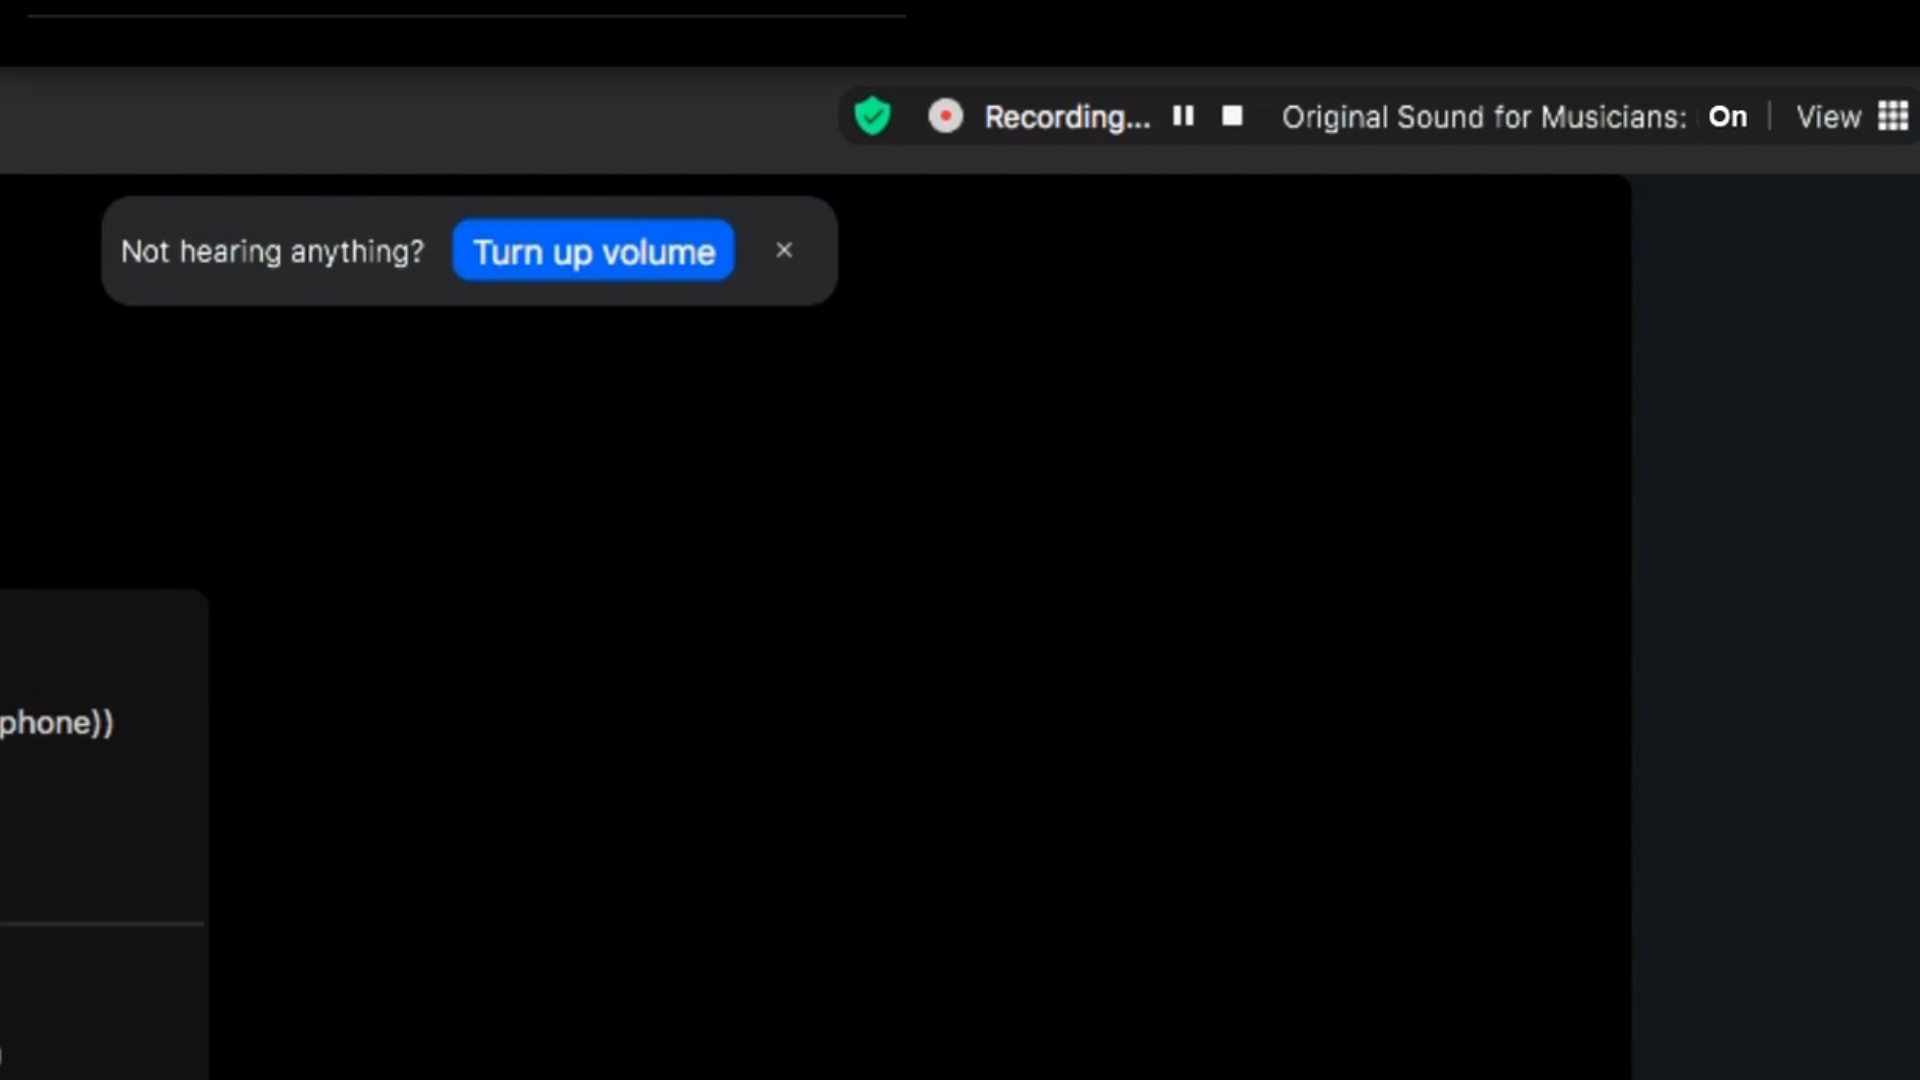 Recording... Original Sound for Musicians: On View
Not hearing anything? Turn up volume
phone))